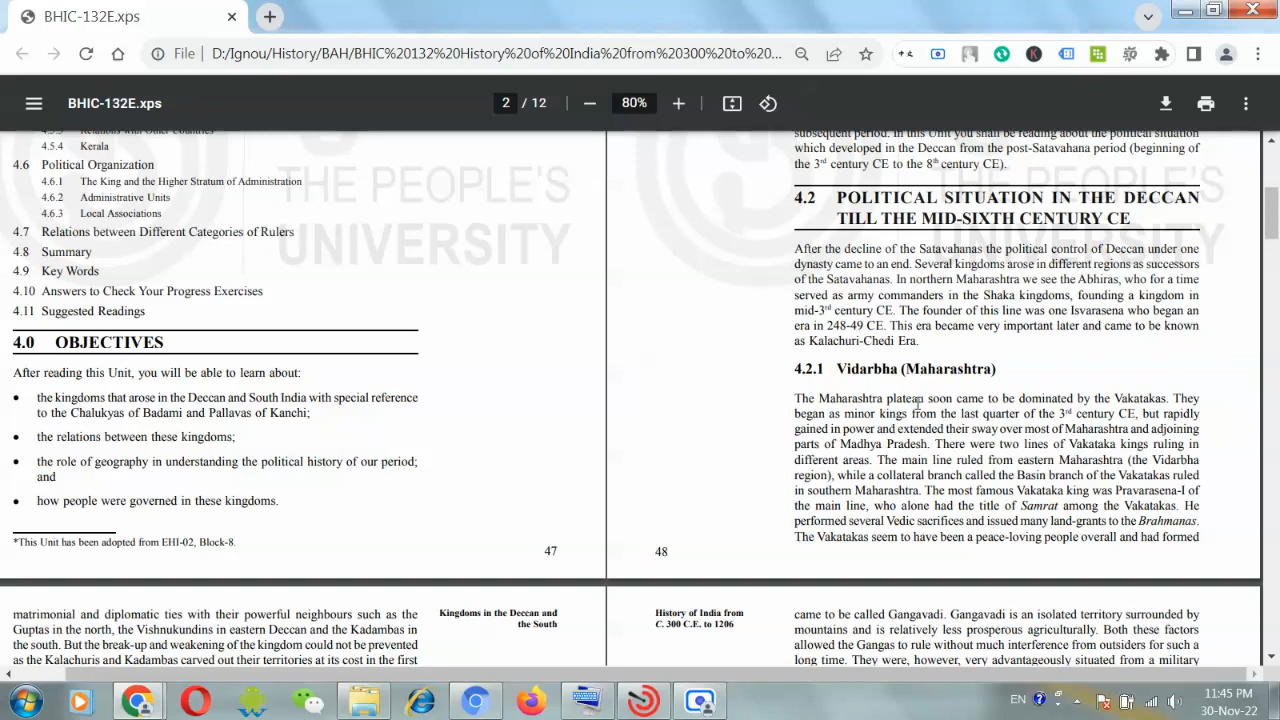 BHIC-132E.xps
File D:/Ignou/History/BAH/BHIC%20132%20History%20of%20India%20from%20300%20to%20...
BHIC-132E.xps
2 / 12
80%
4.5.3 Relations with Other Countries
4.5.4 Kerala
4.6 Political Organization
4.6.1 The King and the Higher Stratum of Administration
4.6.2 Administrative Units
4.6.3 Local Associations
4.7 Relations between Different Categories of Rulers
4.8 Summary
4.9 Key Words
4.10 Answers to Check Your Progress Exercises
4.11 Suggested Readings
THE PEOPLE'S
UNIVERSITY
4.0 OBJECTIVES
After reading this Unit, you will be able to learn about:
• the kingdoms that arose in the Deccan and South India with special reference
to the Chalukyas of Badami and Pallavas of Kanchi;
• the relations between these kingdoms;
• the role of geography in understanding the political history of our period;
and
• how people were governed in these kingdoms.
*This Unit has been adopted from EHI-02, Block-8.
47
subsequent period. In this Unit you shall be reading about the political situation
which developed in the Deccan from the post-Satavahana period (beginning of
the 3rd century CE to the 8th century CE).
THE PEOPLE'S
UNIVERSITY
4.2 POLITICAL SITUATION IN THE DECCAN
TILL THE MID-SIXTH CENTURY CE
After the decline of the Satavahanas the political control of Deccan under one
dynasty came to an end. Several kingdoms arose in different regions as successors
of the Satavahanas. In northern Maharashtra we see the Abhiras, who for a time
served as army commanders in the Shaka kingdoms, founding a kingdom in
mid-3rd century CE. The founder of this line was one Isvarasena who began an
era in 248-49 CE. This era became very important later and came to be known
as Kalachuri-Chedi Era.
4.2.1 Vidarbha (Maharashtra)
The Maharashtra plateau soon came to be dominated by the Vakatakas. They
began as minor kings from the last quarter of the 3rd century CE, but rapidly
gained in power and extended their sway over most of Maharashtra and adjoining
parts of Madhya Pradesh. There were two lines of Vakataka kings ruling in
different areas. The main line ruled from eastern Maharashtra (the Vidarbha
region), while a collateral branch called the Basin branch of the Vakatakas ruled
in southern Maharashtra. The most famous Vakataka king was Pravarasena-I of
the main line, who alone had the title of Samrat among the Vakatakas. He
performed several Vedic sacrifices and issued many land-grants to the Brahmanas.
The Vakatakas seem to have been a peace-loving people overall and had formed
48
matrimonial and diplomatic ties with their powerful neighbours such as the
Guptas in the north, the Vishnukundins in eastern Deccan and the Kadambas in
the south. But the break-up and weakening of the kingdom could not be prevented
as the Kalachuris and Kadambas carved out their territories at its cost in the first
Kingdoms in the Deccan and
the South
History of India from
C. 300 C.E. to 1206
came to be called Gangavadi. Gangavadi is an isolated territory surrounded by
mountains and is relatively less prosperous agriculturally. Both these factors
allowed the Gangas to rule without much interference from outsiders for such a
long time. They were, however, very advantageously situated from a military
EN
11:45 PM
30-Nov-22